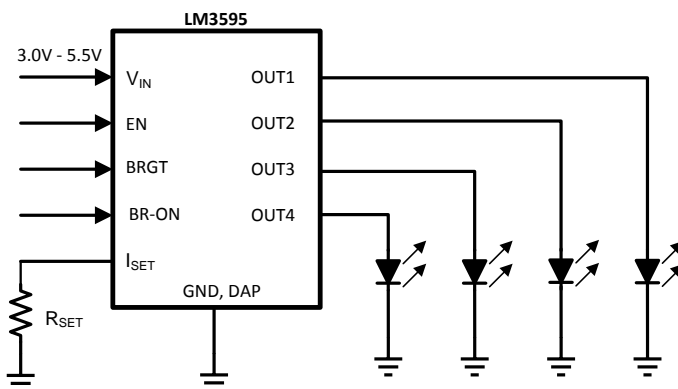 LM3595
3.0V - 5.5V
VIN
OUT1
EN
OUT2
BRGT
OUT3
BR-ON
OUT4
ISET
GND, DAP
RSET